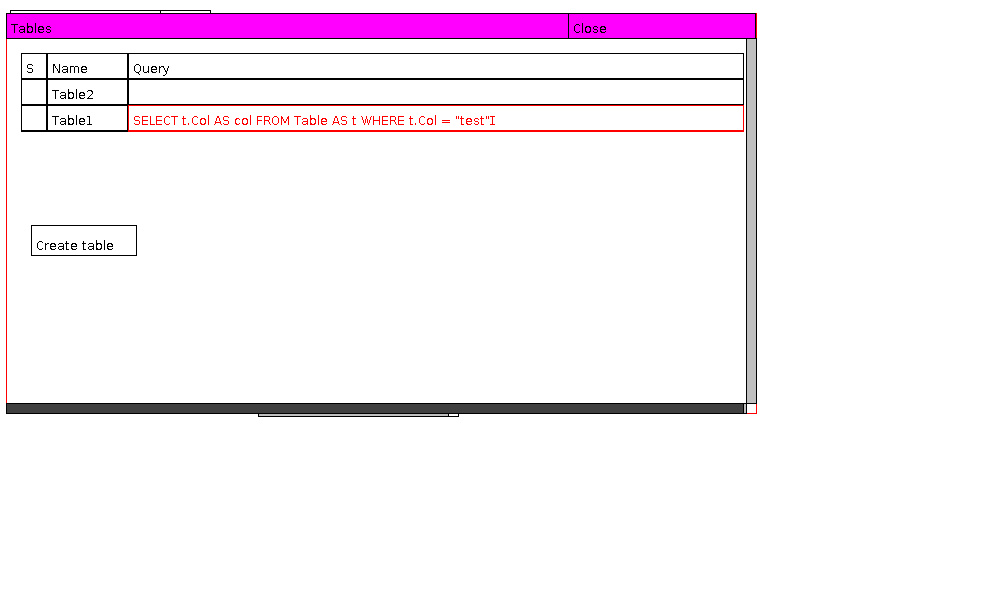 Tables Close
S Name Query
Table2
Table1 SELECT t.Col AS col FROM Table AS t WHERE t.Col = "test"I
Create table